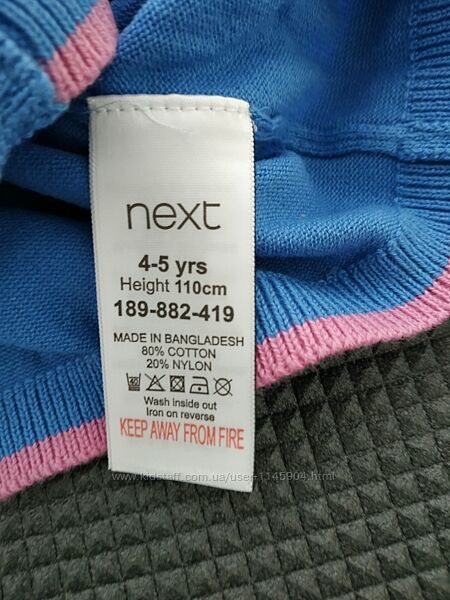 next
4-5 yrs
Height 110cm
189-882-419
MADE IN BANGLADESH
80% COTTON
20% NYLON
40
Wash inside out
Iron on reverse
KEEP AWAY FROM FIRE
www.kidstaff.com.ua/user-1145904.html